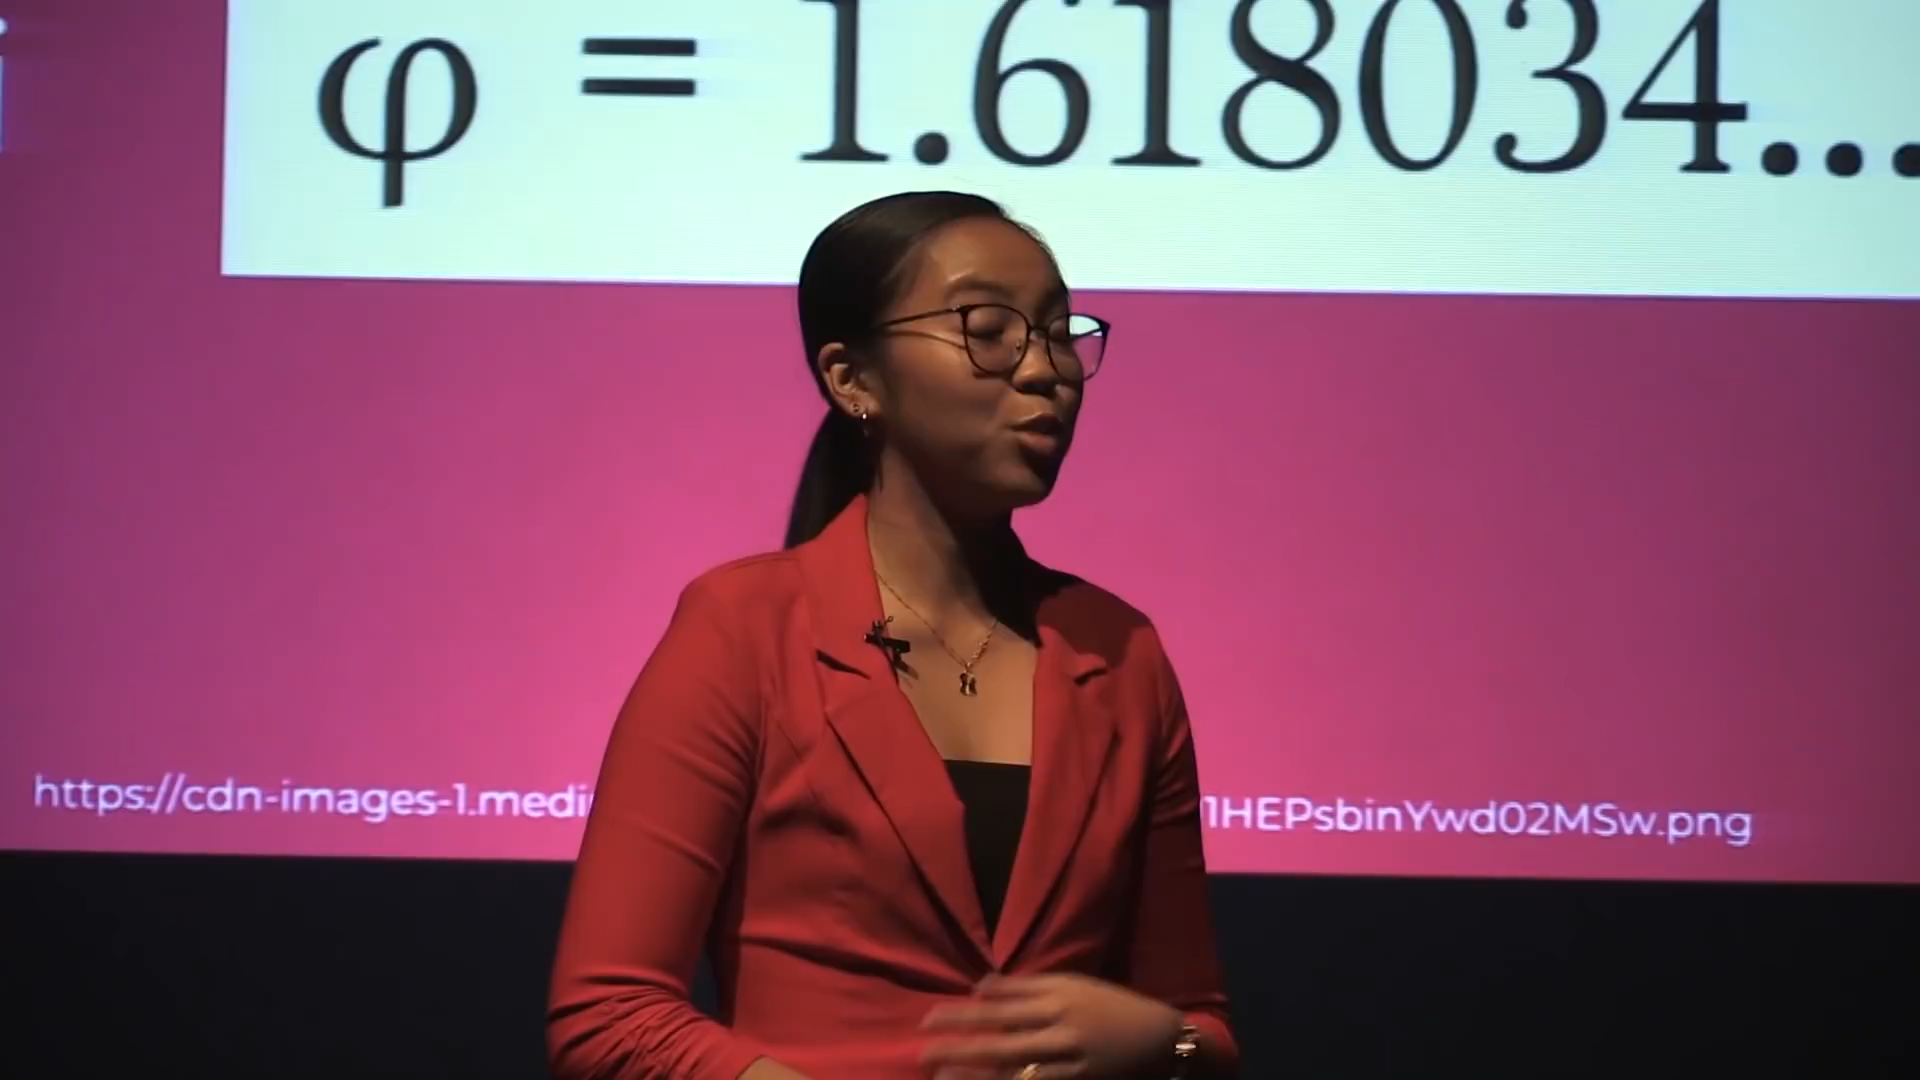 φ = 1.618034...
https://cdn-images-1.medi
1HEPsbinYwd02MSw.png